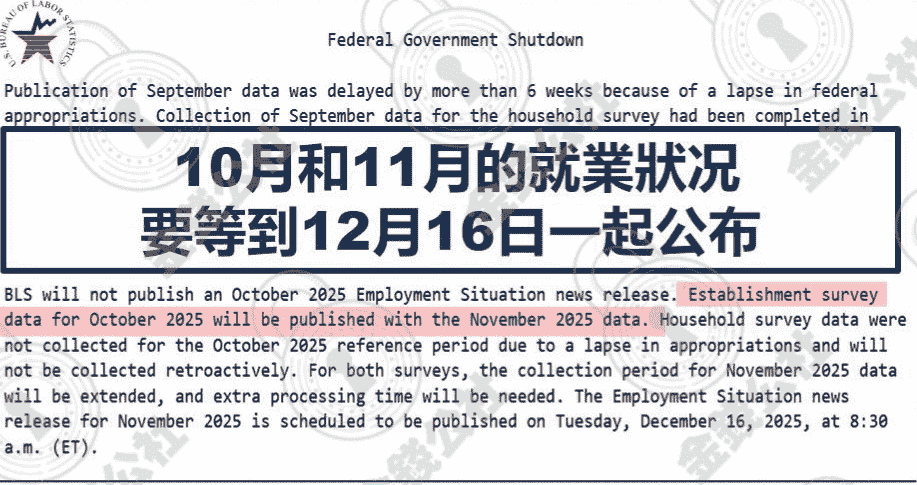 U.S. BUREAU OF LABOR STATISTICS
Federal Government Shutdown
Publication of September data was delayed by more than 6 weeks because of a lapse in federal
appropriations. Collection of September data for the household survey had been completed in
10月和11月的就業狀况
要等到12月16日一起公布
BLS will not publish an October 2025 Employment Situation news release. Establishment survey
data for October 2025 will be published with the November 2025 data. Household survey data were
not collected for the October 2025 reference period due to a lapse in appropriations and will
not be collected retroactively. For both surveys, the collection period for November 2025 data
will be extended, and extra processing time will be needed. The Employment Situation news
release for November 2025 is scheduled to be published on Tuesday, December 16, 2025, at 8:30
a.m. (ET).